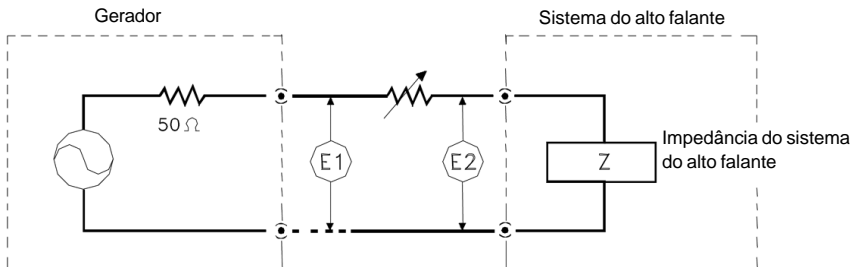 Gerador
Sistema do alto falante
50 Ω
E1
E2
Z
Impedância do sistema
do alto falante